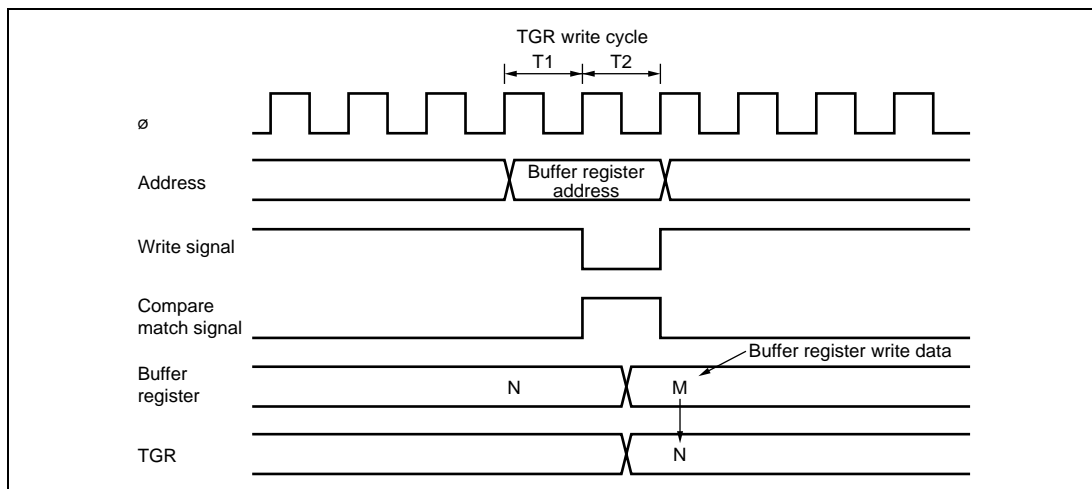 TGR write cycle
T1 T2
ø
Address
Buffer register
address
Write signal
Compare
match signal
Buffer register write data
Buffer
register
N M
TGR
N